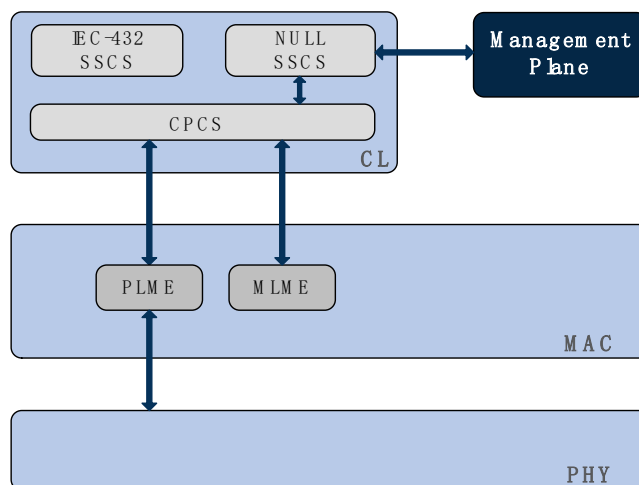 IEC-432
SSCS
NULL
SSCS
Management
Plane
CPCS
CL
PLME
MLME
MAC
PHY